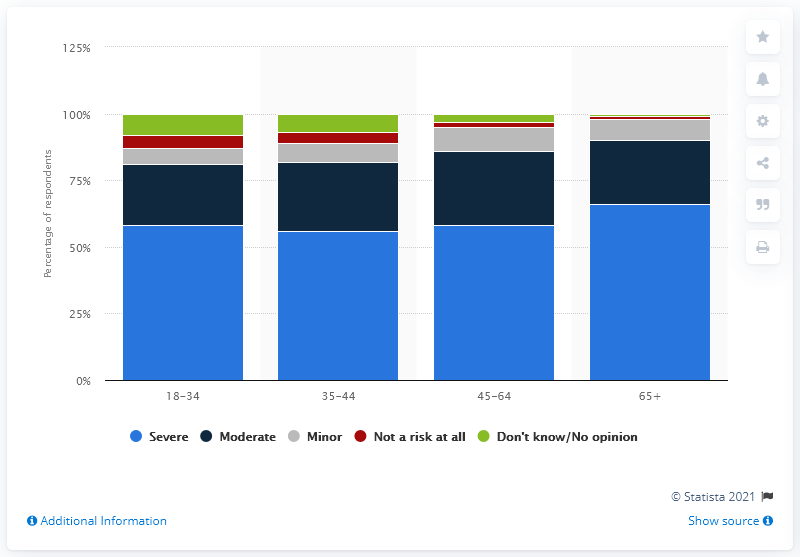 125%
100%
75%
50%
25%
0%
Percentage of respondents
18-34 35-44 45-64 65+
Severe Moderate Minor Not a risk at all Don't know/No opinion
© Statista 2021
Additional Information Show source